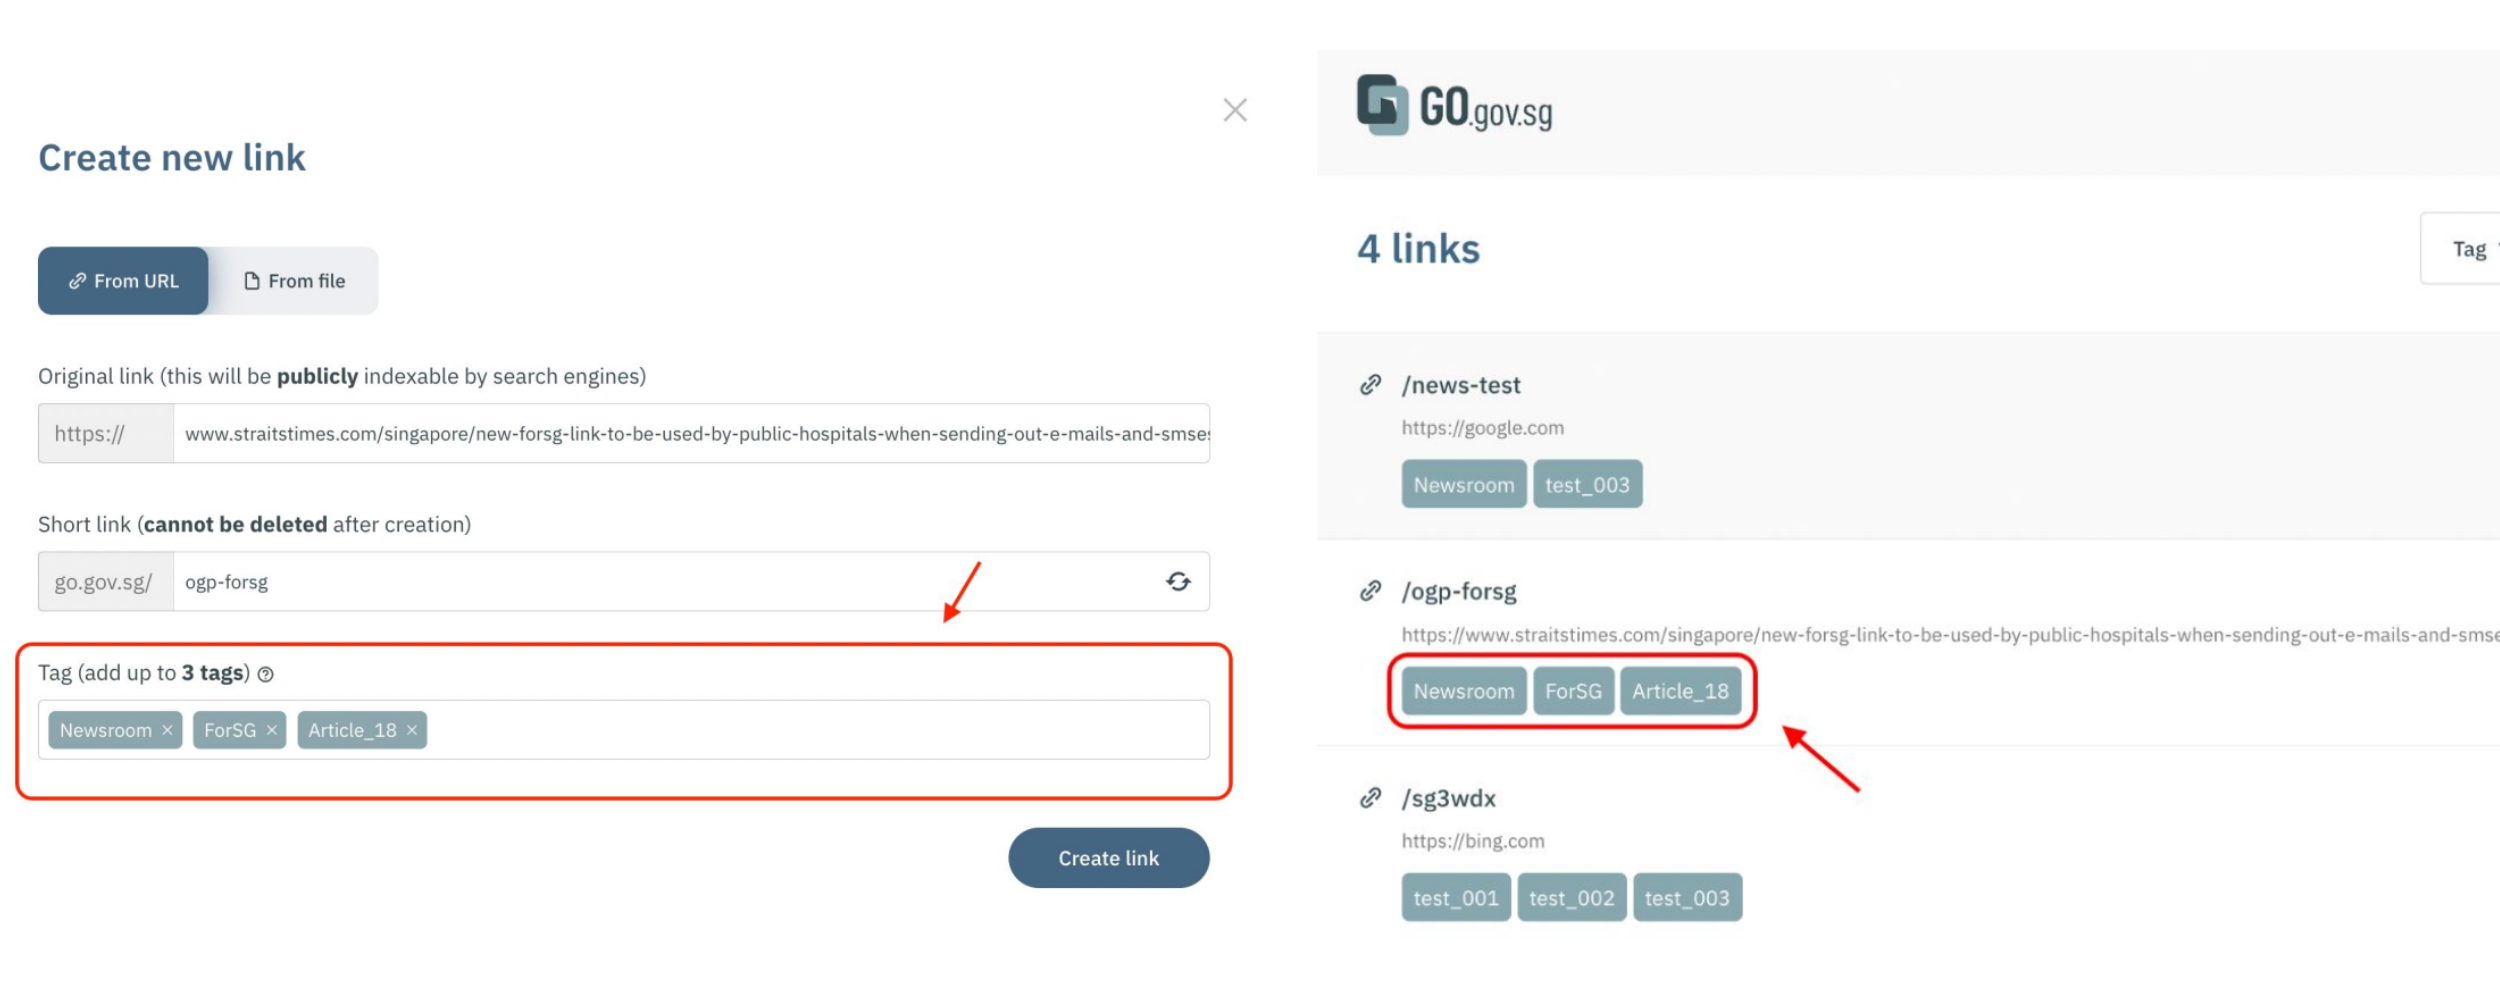 Create new link
From URL
From file
Original link (this will be publicly indexable by search engines)
https://
www.straitstimes.com/singapore/new-forsg-link-to-be-used-by-public-hospitals-when-sending-out-e-mails-and-smses
Short link (cannot be deleted after creation)
go.gov.sg/
ogp-forsg
Tag (add up to 3 tags)
Newsroom × ForSG × Article_18 ×
Create link
GO.gov.sg
4 links
Tag
/news-test
https://google.com
Newsroom test_003
/ogp-forsg
https://www.straitstimes.com/singapore/new-forsg-link-to-be-used-by-public-hospitals-when-sending-out-e-mails-and-smse
Newsroom ForSG Article_18
/sg3wdx
https://bing.com
test_001 test_002 test_003